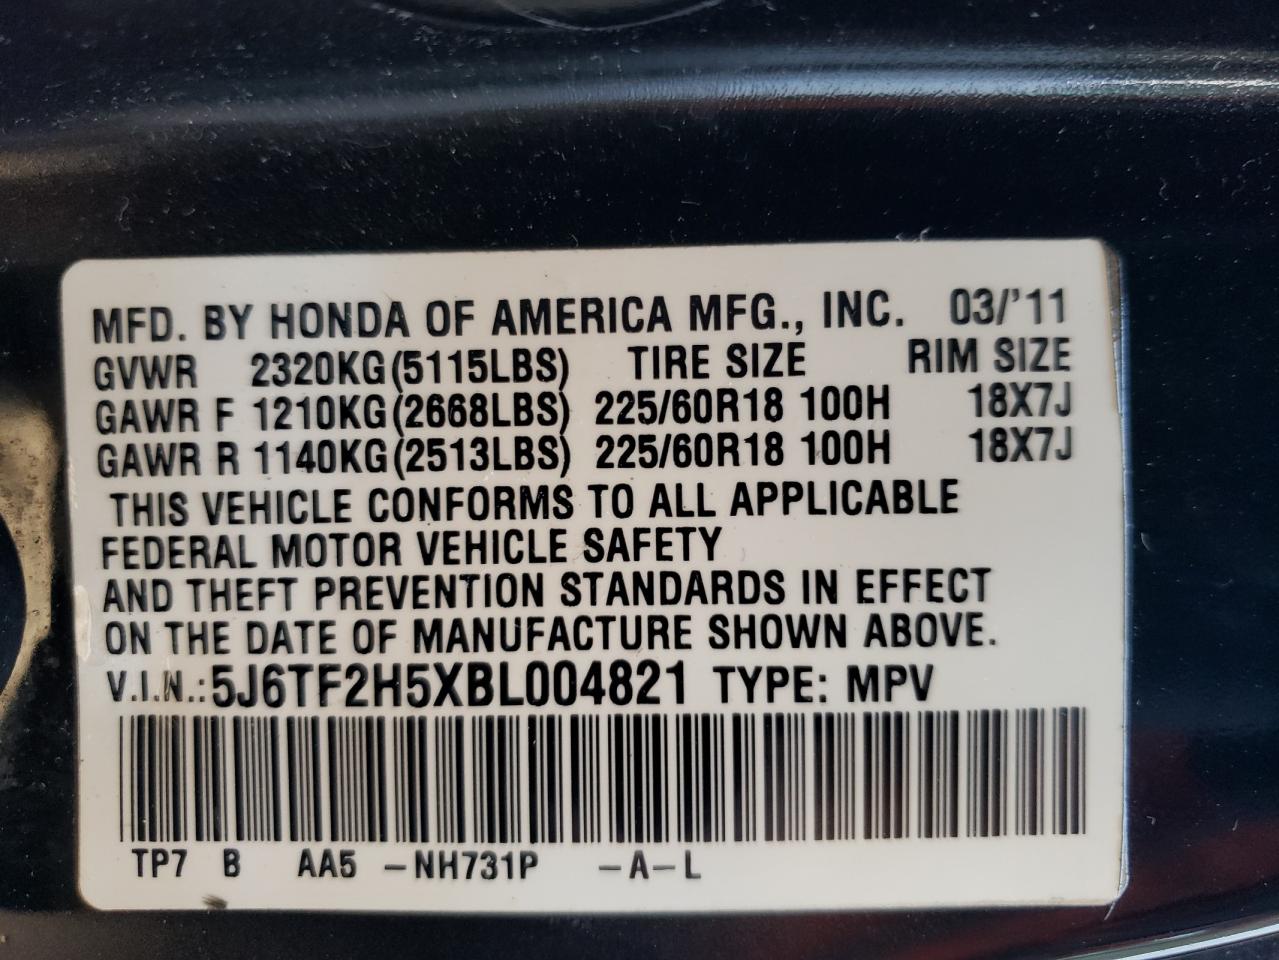 MFD. BY HONDA OF AMERICA MFG., INC. 03/'11
GVWR 2320KG(5115LBS) TIRE SIZE RIM SIZE
GAWR F 1210KG(2668LBS) 225/60R18 100H 18X7J
GAWR R 1140KG(2513LBS) 225/60R18 100H 18X7J
THIS VEHICLE CONFORMS TO ALL APPLICABLE
FEDERAL MOTOR VEHICLE SAFETY
AND THEFT PREVENTION STANDARDS IN EFFECT
ON THE DATE OF MANUFACTURE SHOWN ABOVE.
V.I.N.:5J6TF2H5XBL004821 TYPE: MPV
TP7 B AA5 -NH731P -A-L